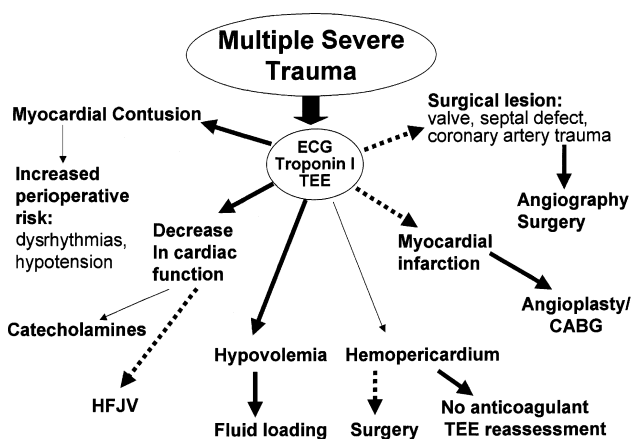 Multiple Severe
Trauma
Myocardial Contusion
Surgical lesion:
valve, septal defect,
coronary artery trauma
ECG
Troponin I
TEE
Increased
perioperative
risk:
dysrhythmias,
hypotension
Angiography
Surgery
Decrease
In cardiac
function
Myocardial
infarction
Catecholamines
Angioplasty/
CABG
Hypovolemia
Hemopericardium
HFJV
Fluid loading
Surgery
No anticoagulant
TEE reassessment